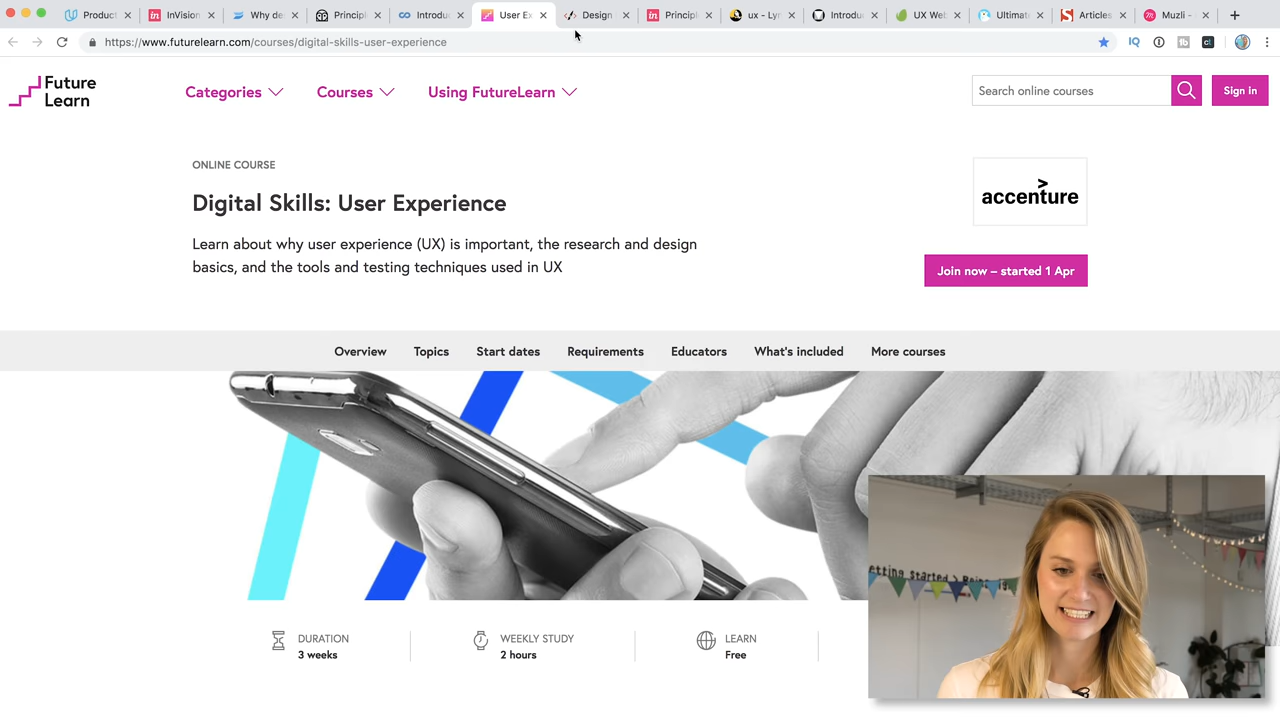 Product
InVision
Why de
Princip
Introdu
User Ex
Design
Princip
ux - Lyr
Introdu
UX Web
Ultimat
Articles
Muzli -
https://www.futurelearn.com/courses/digital-skills-user-experience
Future
Learn
Categories
Courses
Using FutureLearn
Search online courses
Sign in
ONLINE COURSE
Digital Skills: User Experience
Learn about why user experience (UX) is important, the research and design
basics, and the tools and testing techniques used in UX
accenture
Join now – started 1 Apr
Overview
Topics
Start dates
Requirements
Educators
What's included
More courses
DURATION
3 weeks
WEEKLY STUDY
2 hours
LEARN
Free